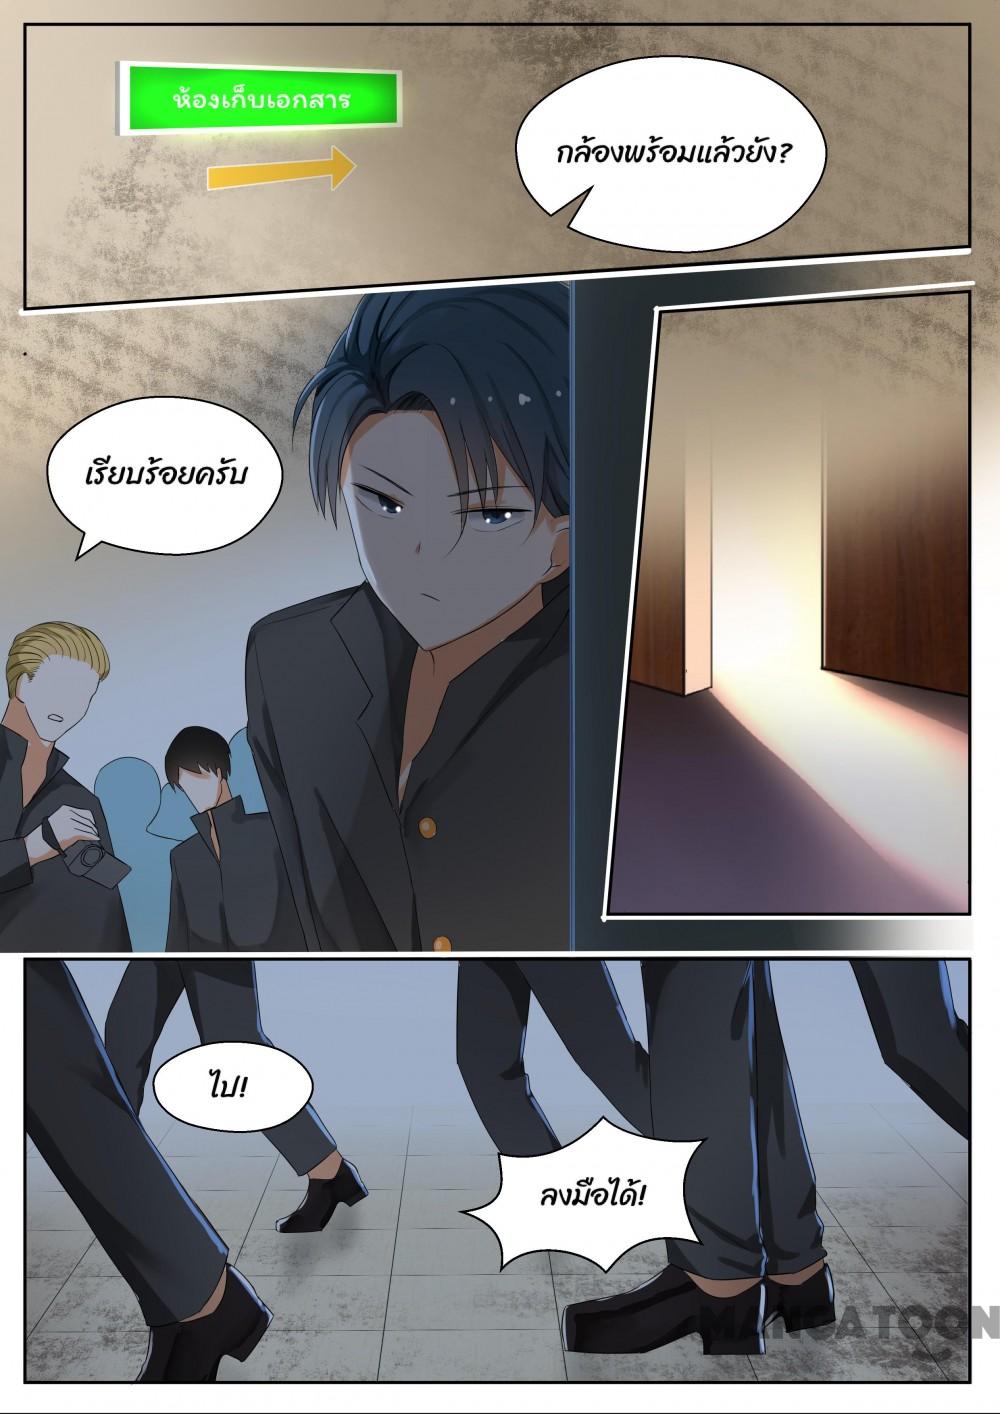 ห้องเก็บเอกสาร
กล้องพร้อมแล้วยัง?
เรียบร้อยครับ
ไป!
ลงมือได้!
MANGATOON